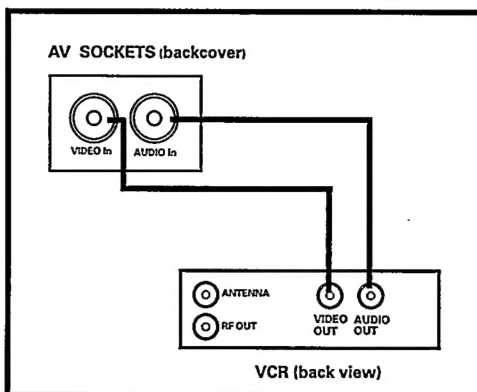 AV SOCKETS (backcover)
VIDEO In AUDIO In
ANTENNA
RF OUT
VIDEO OUT
AUDIO OUT
VCR (back view)